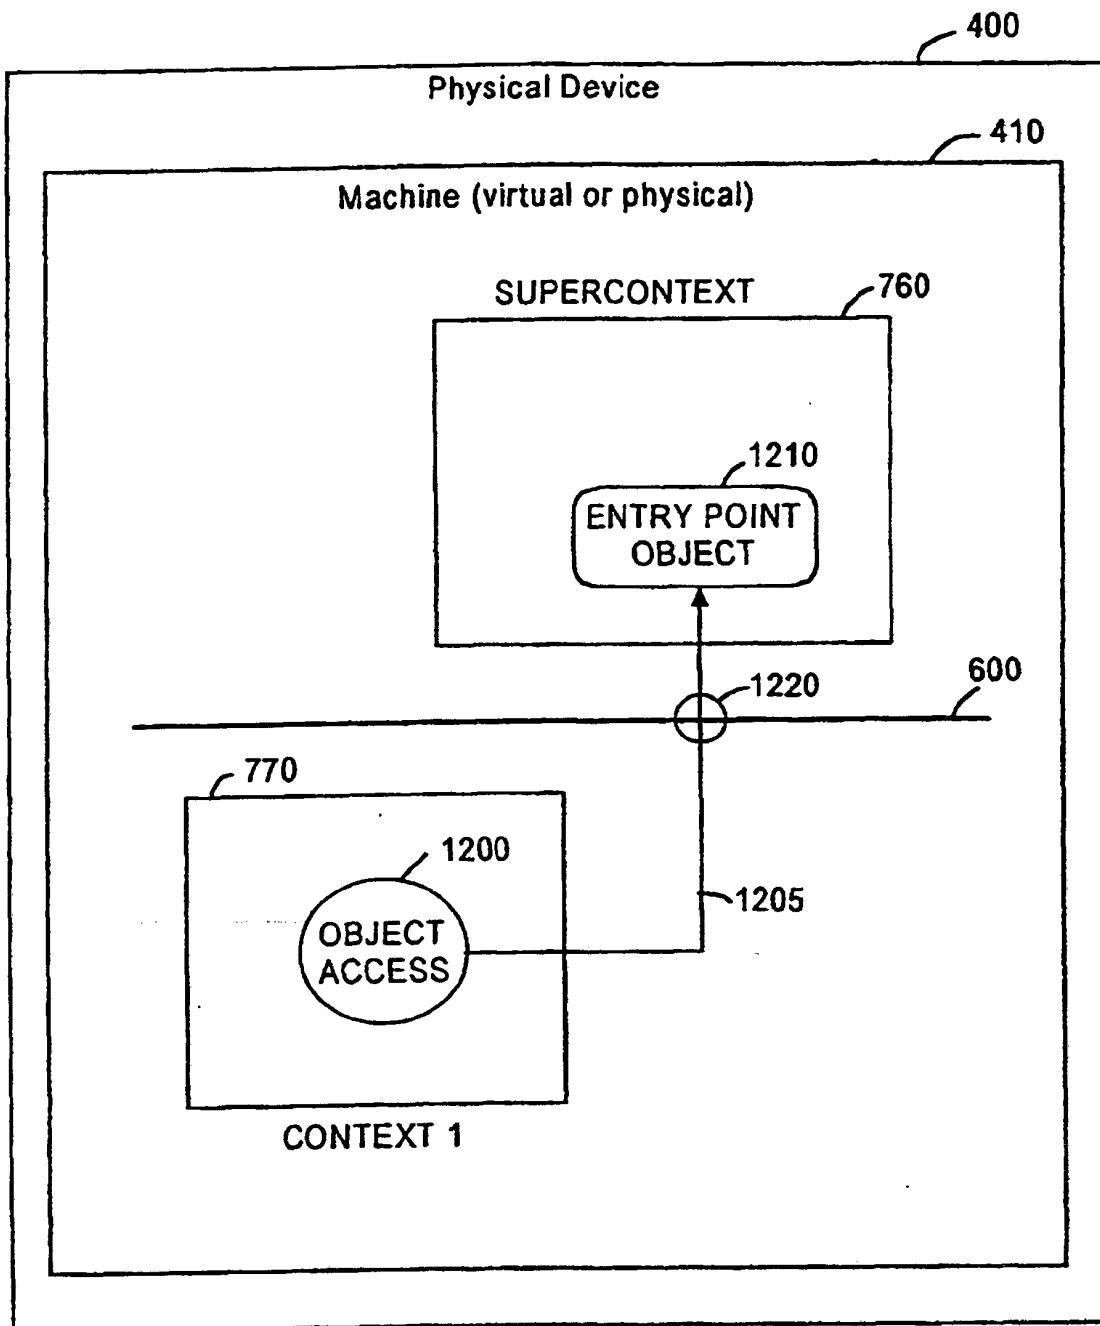 400
Physical Device
410
Machine (virtual or physical)
SUPERCONTEXT
760
1210
ENTRY POINT
OBJECT
1220
600
770
1200
OBJECT
ACCESS
1205
CONTEXT 1